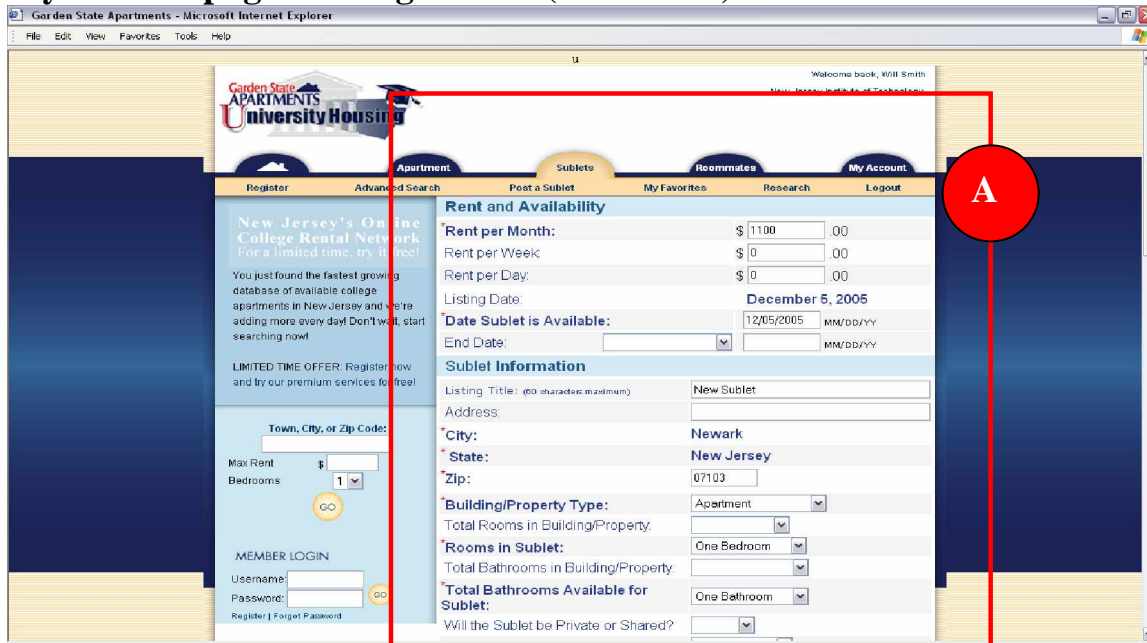 Garden State Apartments - Microsoft Internet Explorer
File Edit View Favorites Tools Help
u
Welcome back, Will Smith
Garden State
APARTMENTS
University Housing
Apartment Sublets Roommates My Account
Register Advanced Search Post a Sublet My Favorites Research Logout
A
New Jersey's Online
College Rental Network
For a limited time, try it free!
You just found the fastest growing
database of available college
apartments in New Jersey and we're
adding more every day! Don't wait, start
searching now!
LIMITED TIME OFFER: Register now
and try our premium services for free!
Town, City, or Zip Code:
Max Rent $
Bedrooms 1
GO
MEMBER LOGIN
Username:
Password: GO
Register | Forgot Password
Rent and Availability
*Rent per Month: $ 1100 .00
Rent per Week: $ 0 .00
Rent per Day: $ 0 .00
Listing Date: December 5, 2005
*Date Sublet is Available: 12/05/2005 MM/DD/YY
End Date: MM/DD/YY
Sublet Information
Listing Title: (60 characters maximum) New Sublet
Address:
*City: Newark
*State: New Jersey
*Zip: 07103
*Building/Property Type: Apartment
Total Rooms in Building/Property:
*Rooms in Sublet: One Bedroom
Total Bathrooms in Building/Property:
*Total Bathrooms Available for
Sublet: One Bathroom
Will the Sublet be Private or Shared?